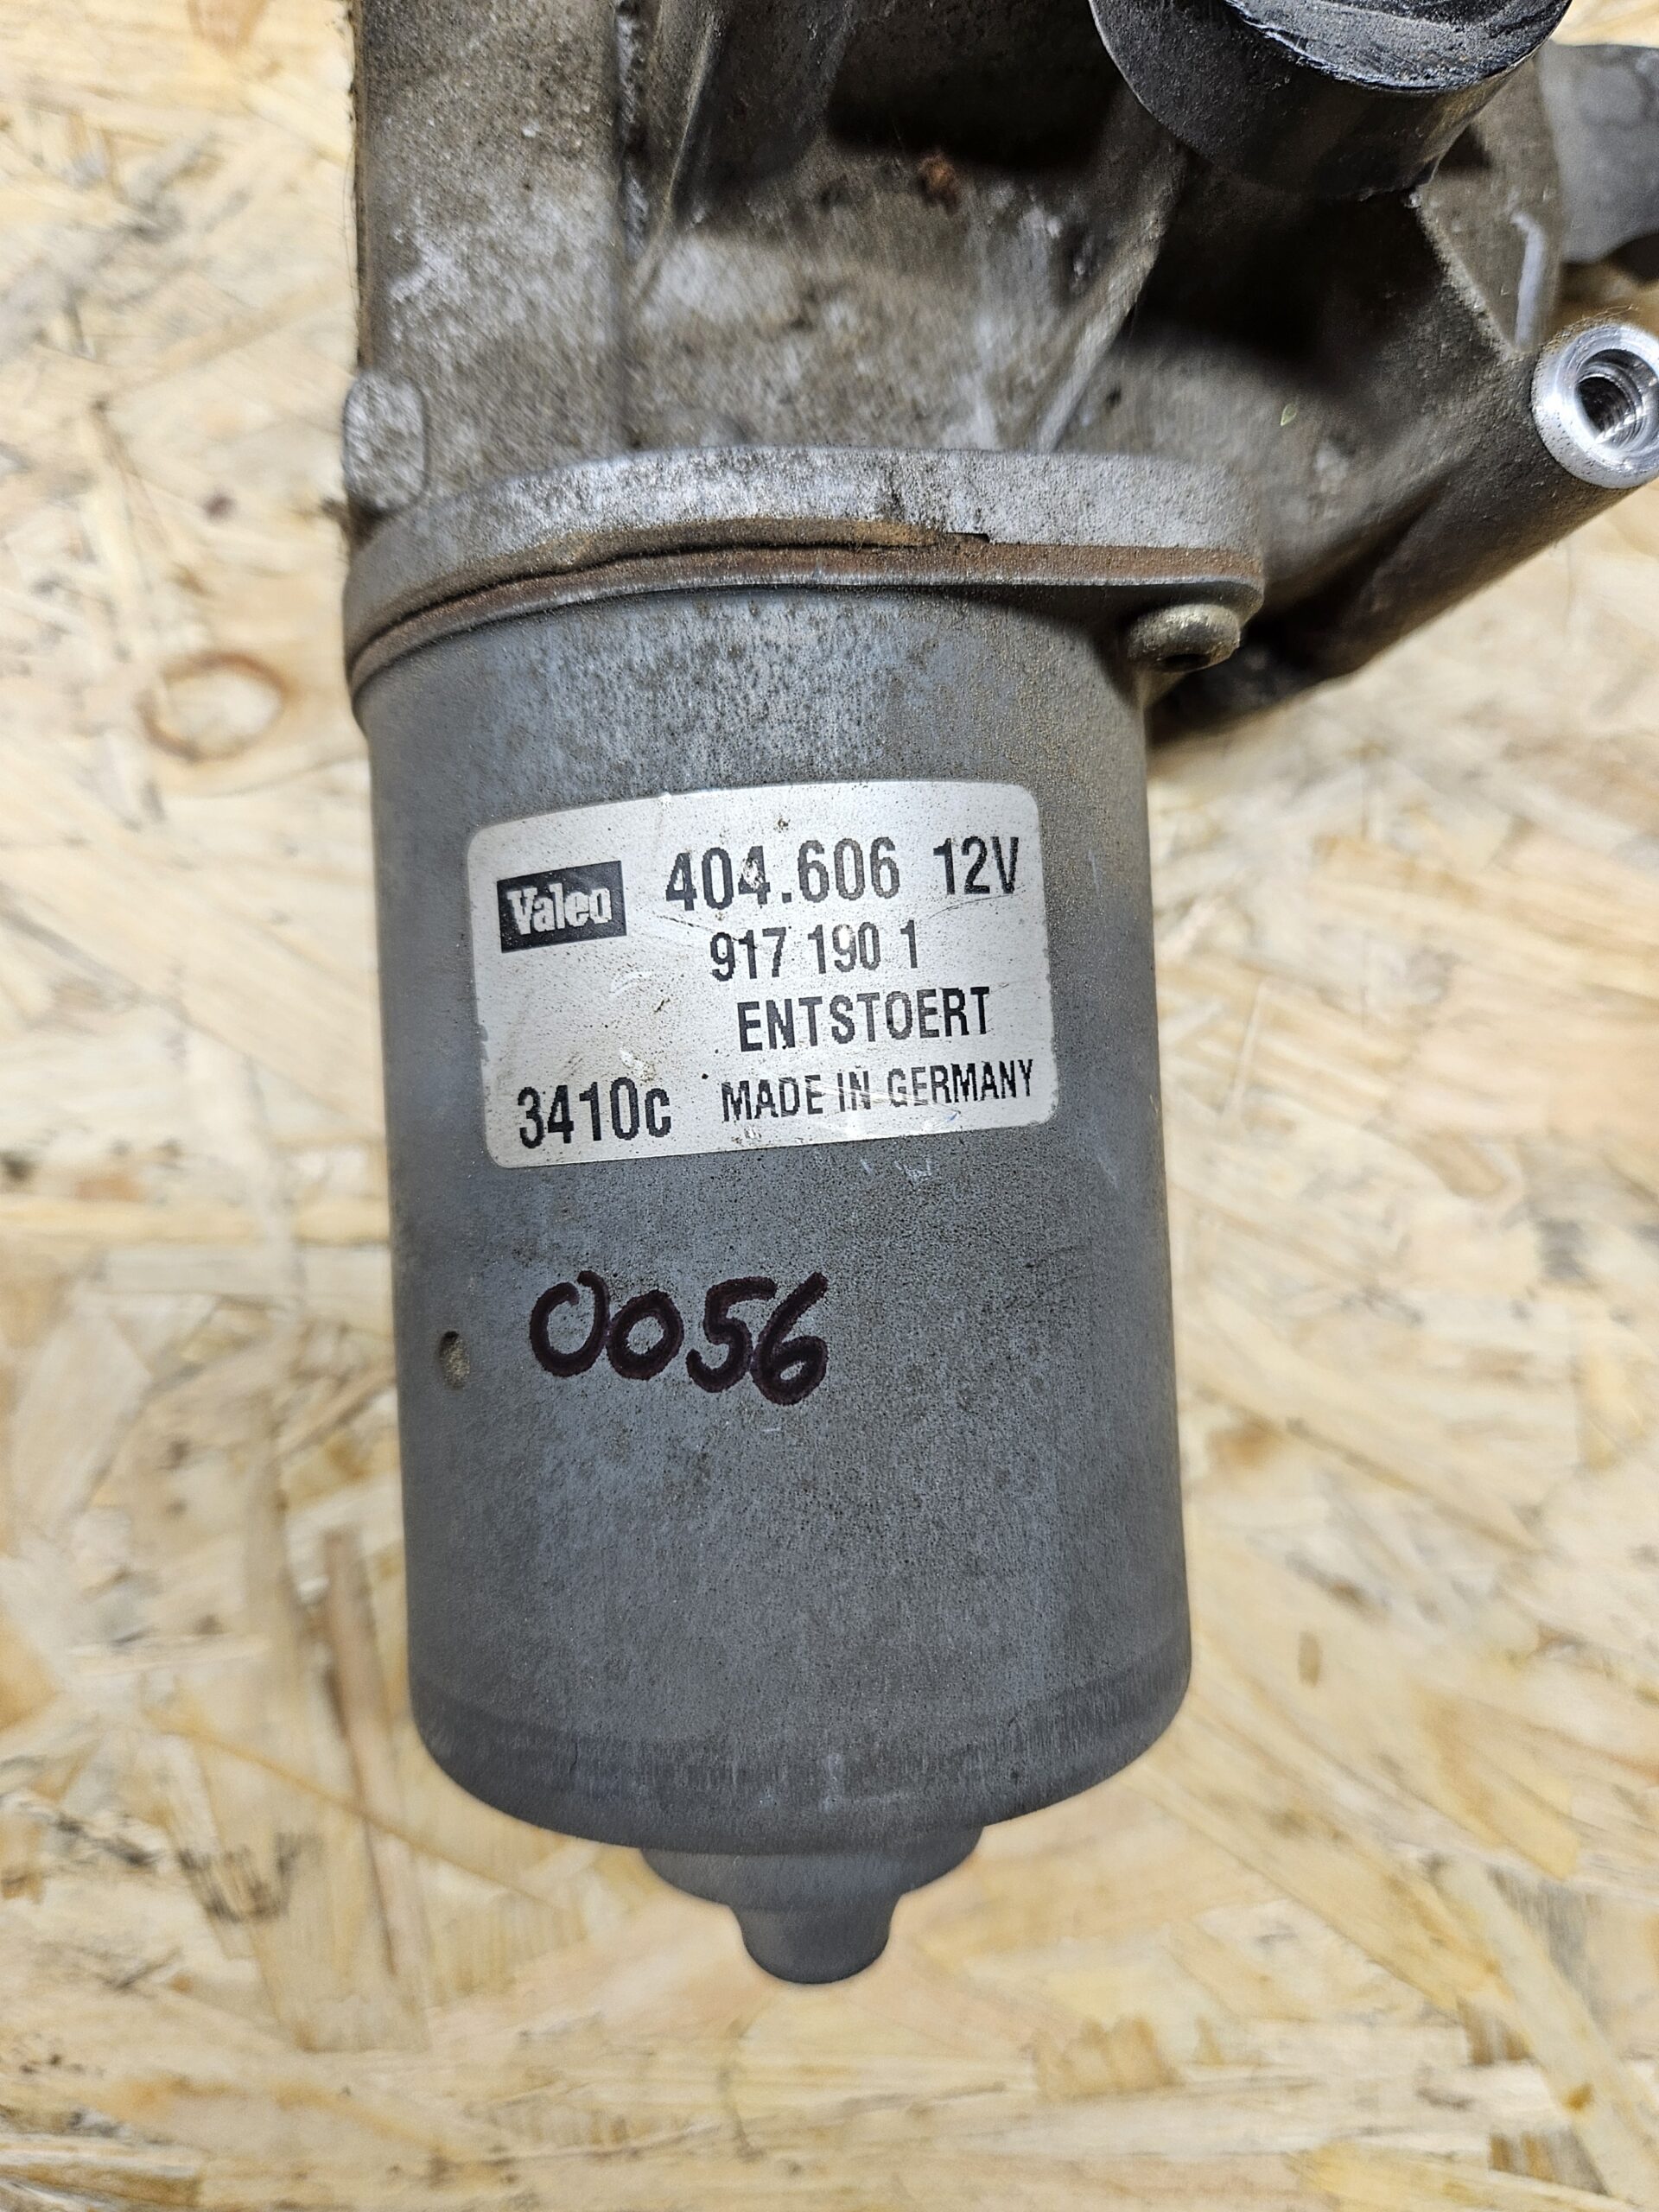 Valeo 404.606 12V
917 190 1
ENTSTOERT
3410c MADE IN GERMANY
0056